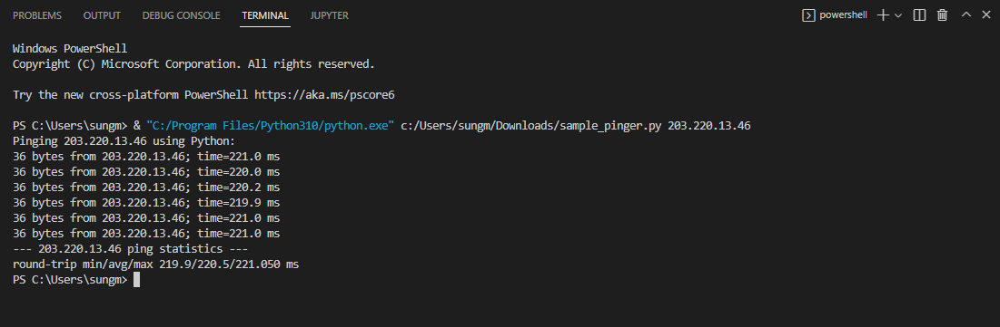 PROBLEMS OUTPUT DEBUG CONSOLE TERMINAL JUPYTER powershell
Windows PowerShell
Copyright (C) Microsoft Corporation. All rights reserved.
Try the new cross-platform PowerShell https://aka.ms/pscore6
PS C:\Users\sungm> & "C:/Program Files/Python310/python.exe" c:/Users/sungm/Downloads/sample_pinger.py 203.220.13.46
Pinging 203.220.13.46 using Python:
36 bytes from 203.220.13.46; time=221.0 ms
36 bytes from 203.220.13.46; time=220.0 ms
36 bytes from 203.220.13.46; time=220.2 ms
36 bytes from 203.220.13.46; time=219.9 ms
36 bytes from 203.220.13.46; time=221.0 ms
36 bytes from 203.220.13.46; time=221.0 ms
--- 203.220.13.46 ping statistics ---
round-trip min/avg/max 219.9/220.5/221.050 ms
PS C:\Users\sungm>